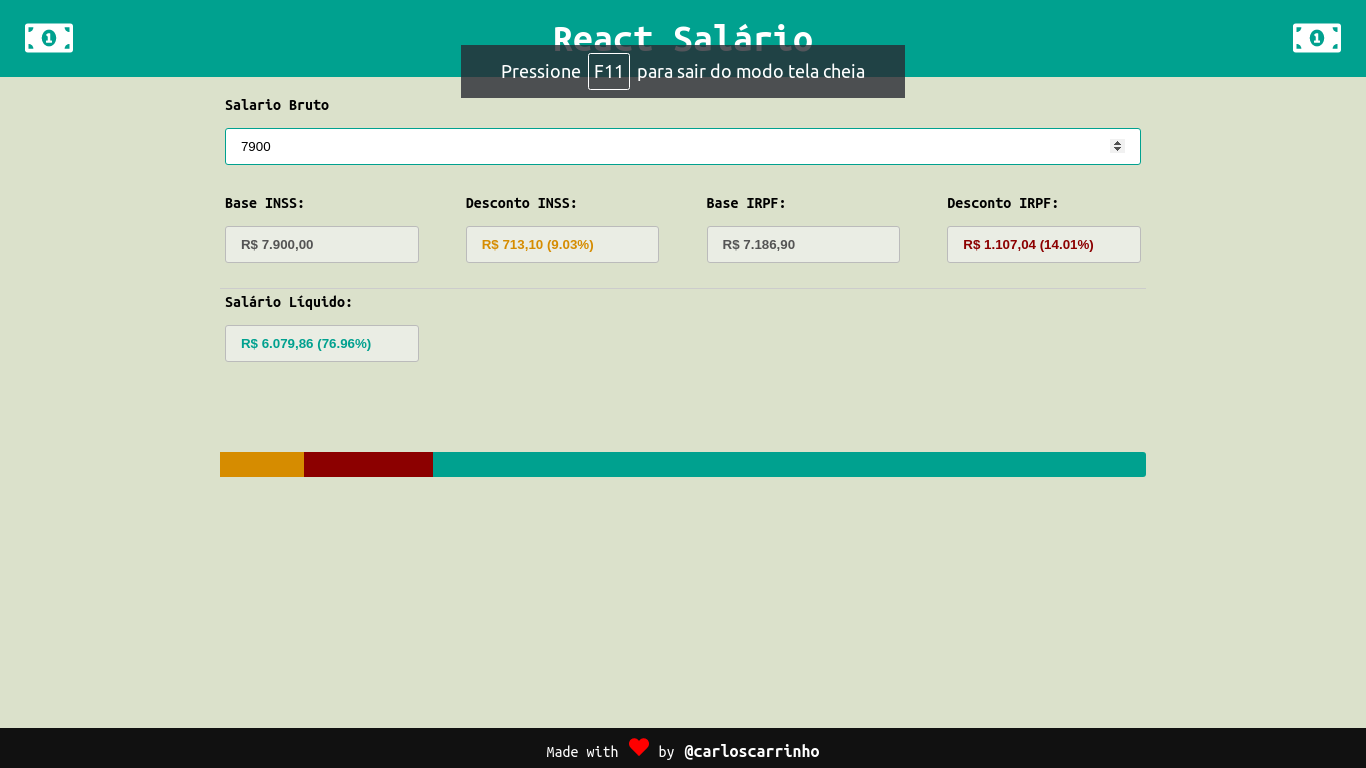 1
React Salário
1
Pressione F11 para sair do modo tela cheia
Salario Bruto
7900
Base INSS:
Desconto INSS:
Base IRPF:
Desconto IRPF:
R$ 7.900,00
R$ 713,10 (9.03%)
R$ 7.186,90
R$ 1.107,04 (14.01%)
Salário Líquido:
R$ 6.079,86 (76.96%)
Made with by @carloscarrinho